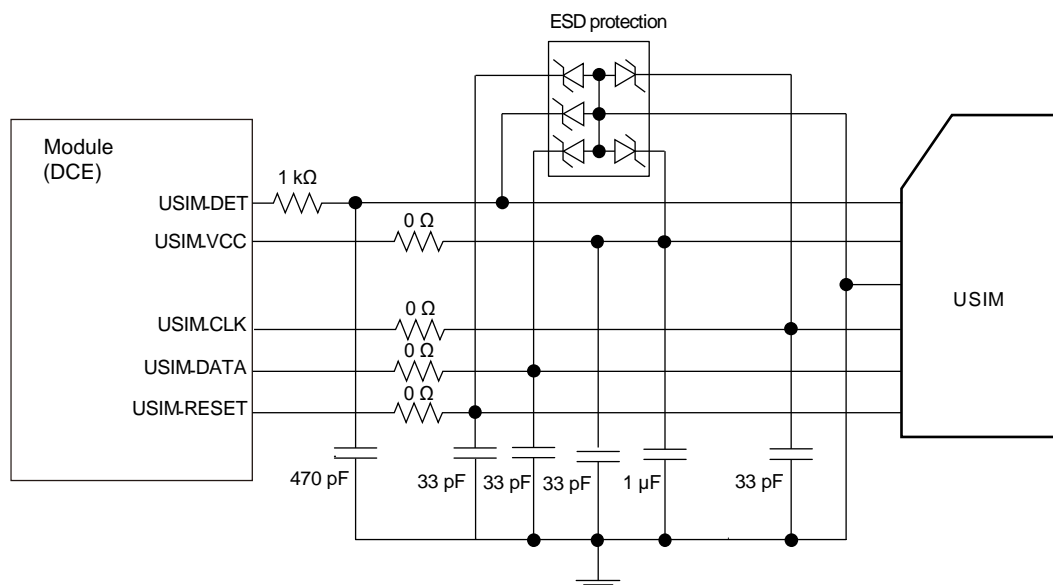 ESD protection
Module
(DCE)
1 kΩ
USIM-DET
0 Ω
USIM-VCC
USIM
0 Ω
USIM-CLK
0 Ω
USIM-DATA
0 Ω
USIM-RESET
470 pF
33 pF
33 pF
33 pF
1 µF
33 pF